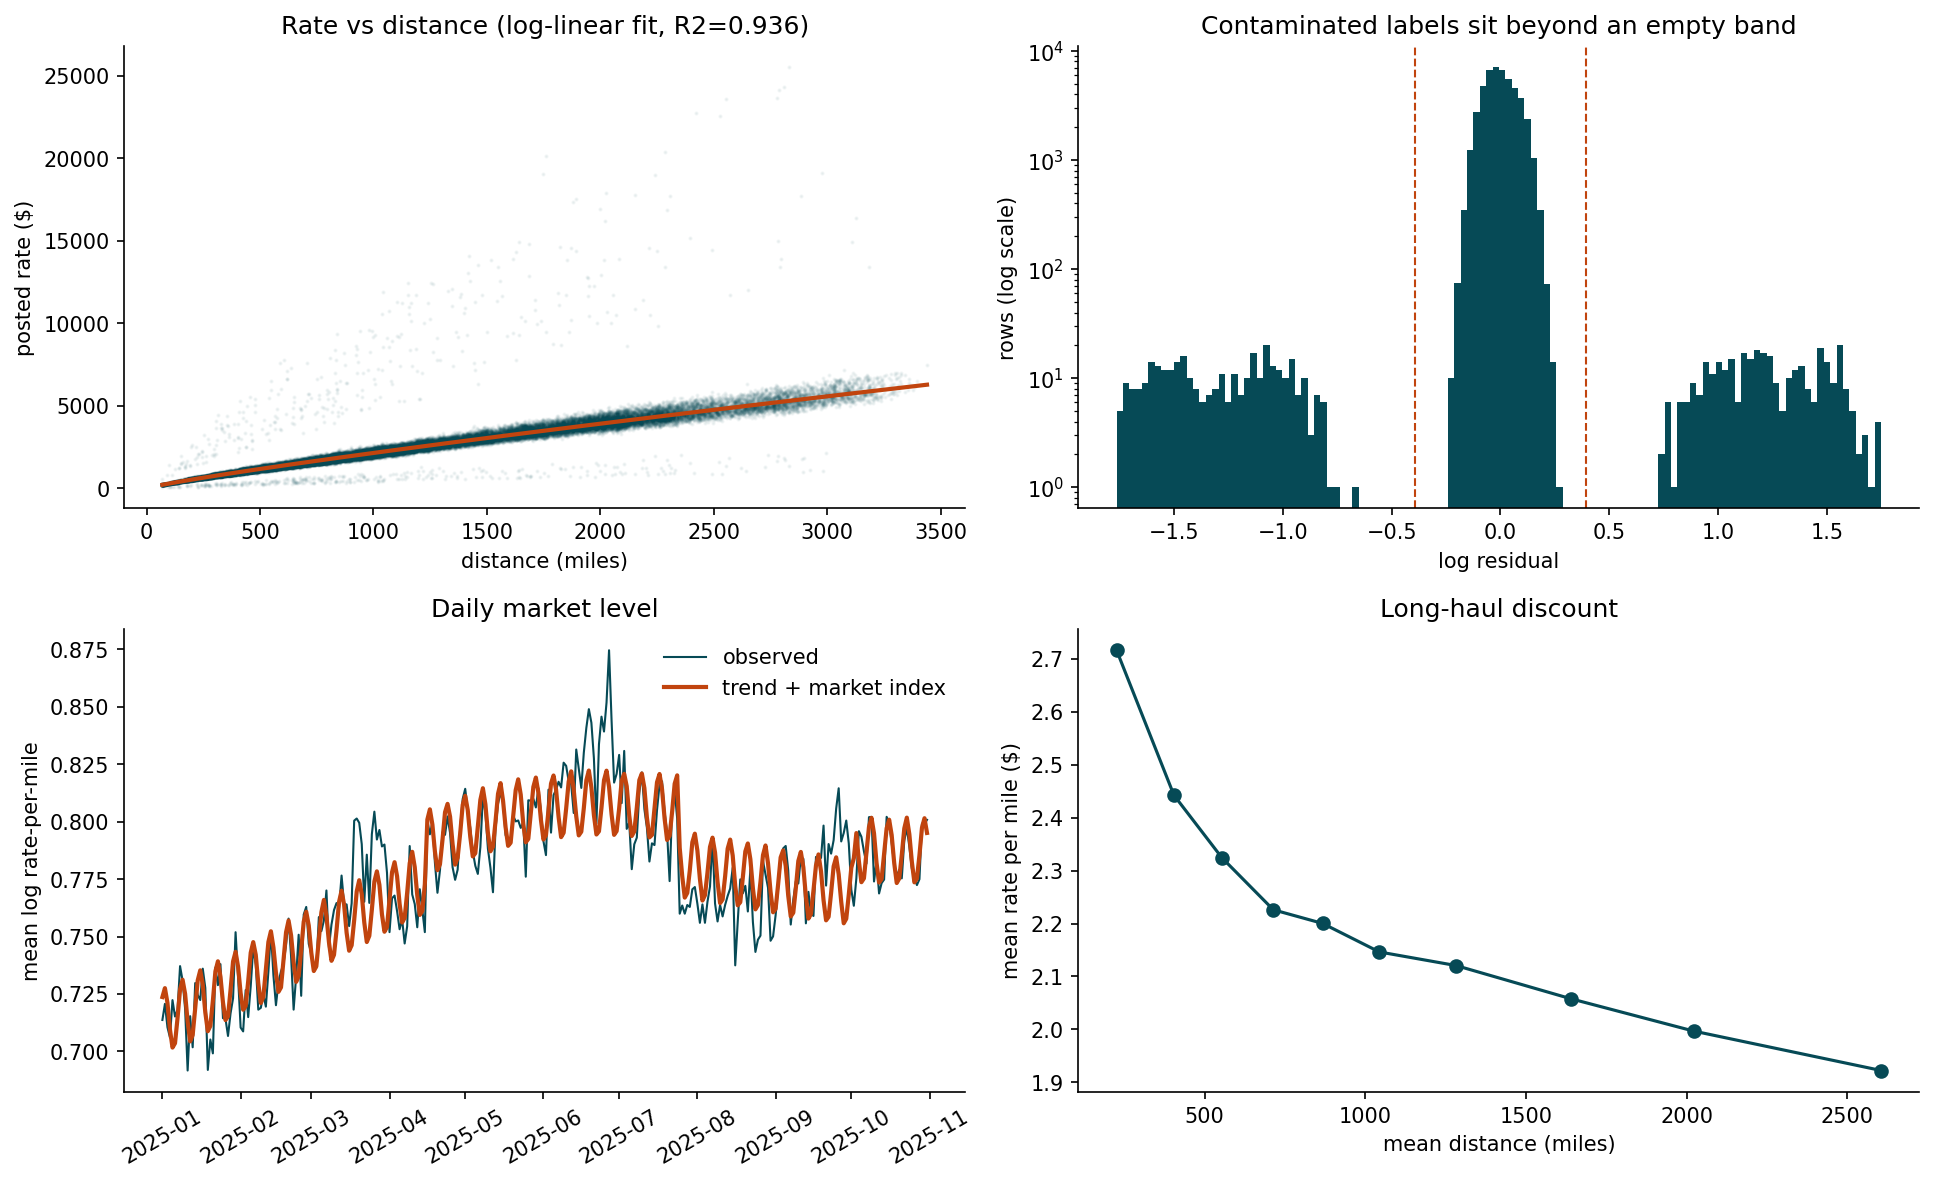 Rate vs distance (log-linear fit, R2=0.936)
25000
20000
15000
10000
5000
0
posted rate ($)
0 500 1000 1500 2000 2500 3000 3500
distance (miles)
Contaminated labels sit beyond an empty band
10^4
10^3
10^2
10^1
10^0
rows (log scale)
−1.5 −1.0 −0.5 0.0 0.5 1.0 1.5
log residual
Daily market level
observed
trend + market index
0.875
0.850
0.825
0.800
0.775
0.750
0.725
0.700
mean log rate-per-mile
2025-01 2025-02 2025-03 2025-04 2025-05 2025-06 2025-07 2025-08 2025-09 2025-10 2025-11
Long-haul discount
2.7
2.6
2.5
2.4
2.3
2.2
2.1
2.0
1.9
mean rate per mile ($)
500 1000 1500 2000 2500
mean distance (miles)